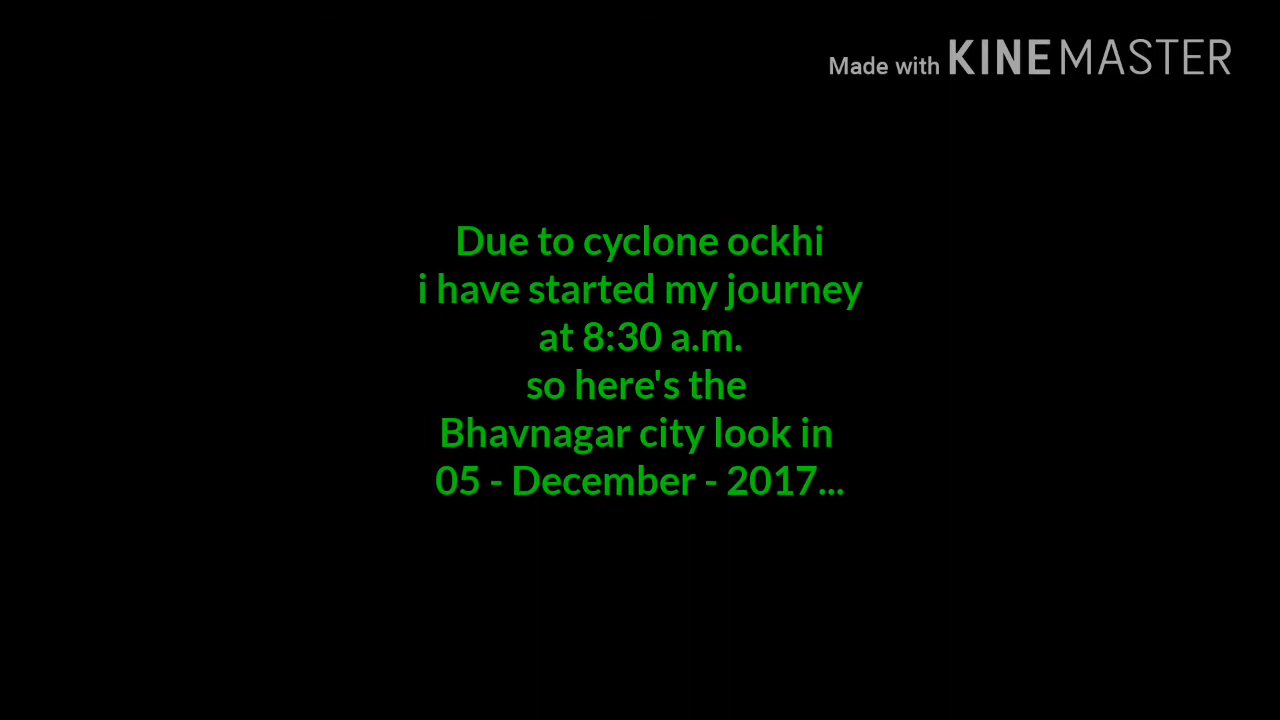 Made with KINEMASTER
Due to cyclone ockhi
i have started my journey
at 8:30 a.m.
so here's the
Bhavnagar city look in
05 - December - 2017...